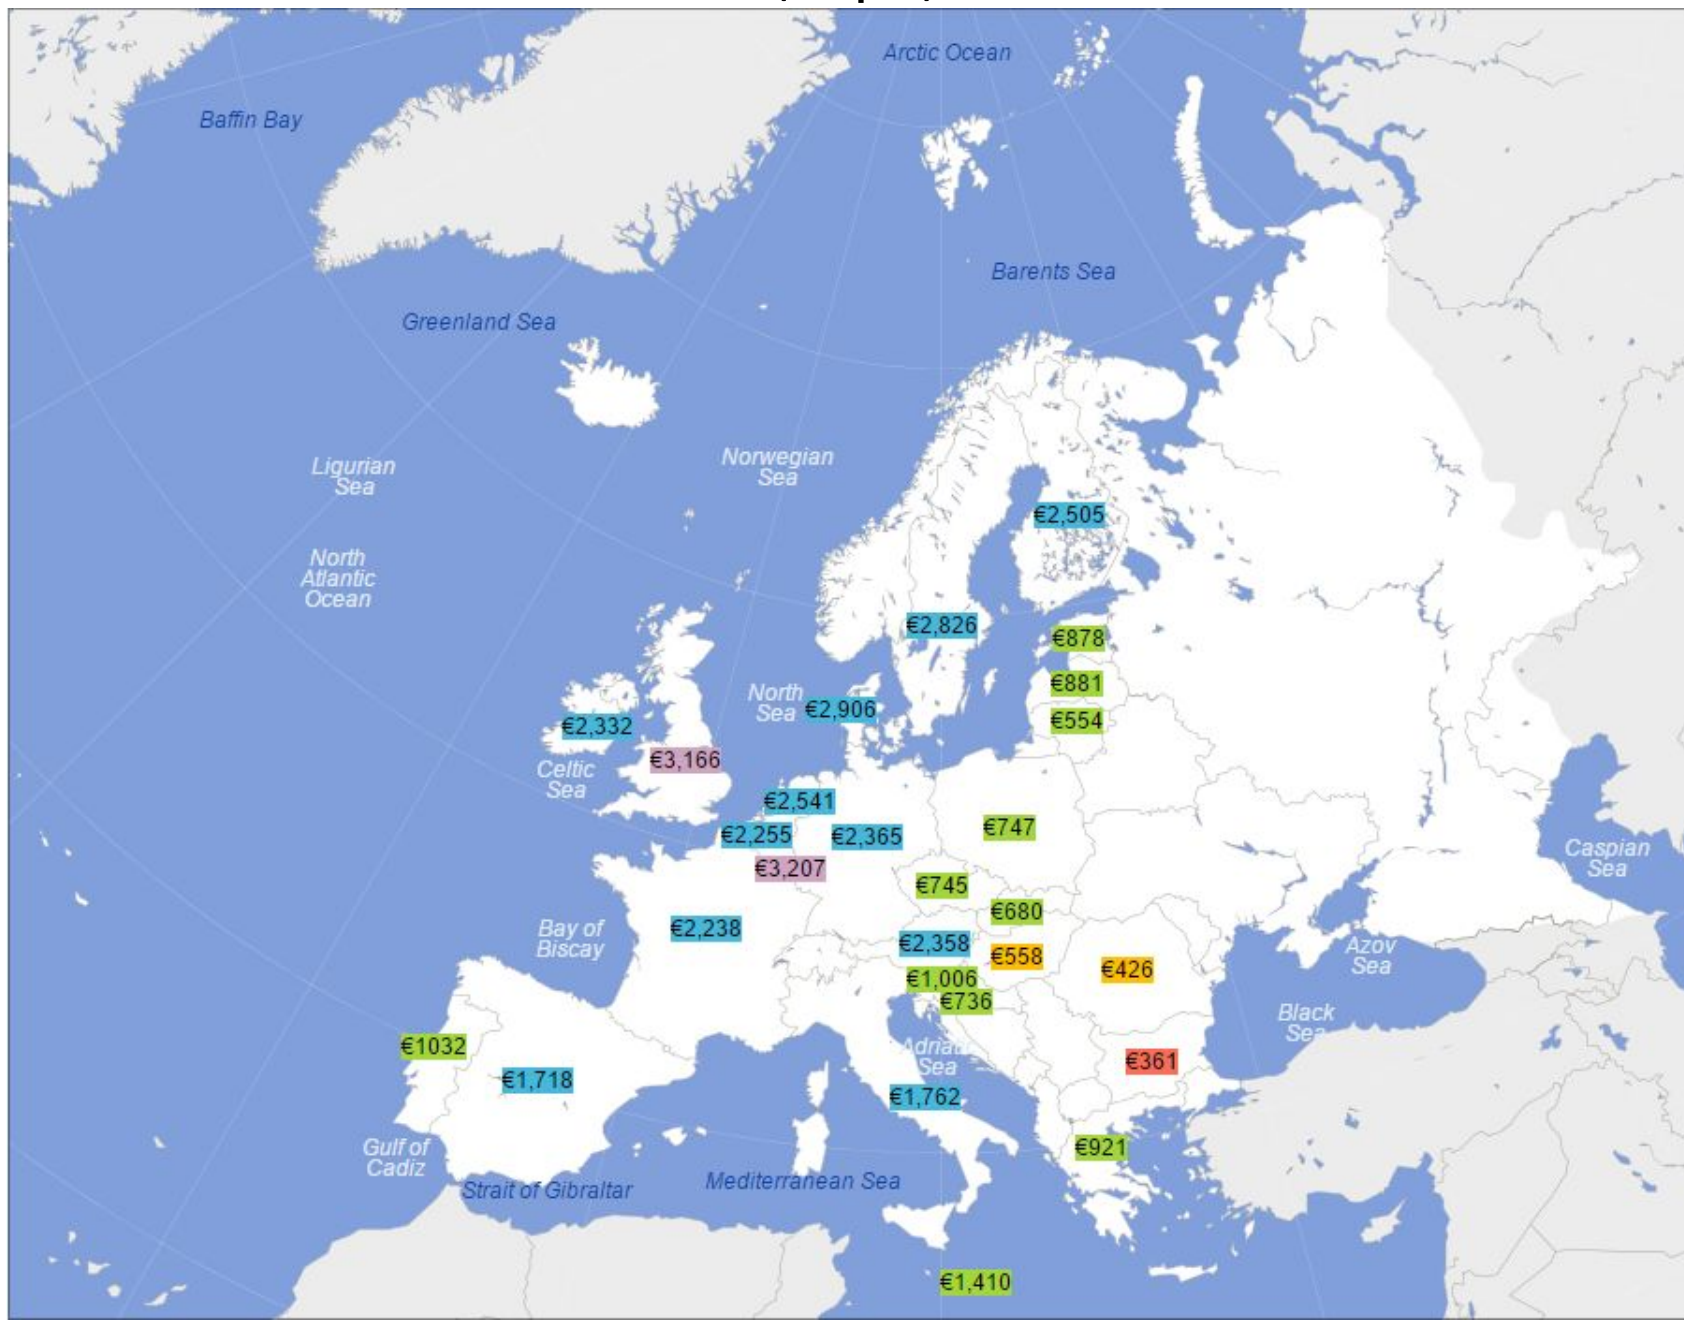 Arctic Ocean
Baffin Bay
Barents Sea
Greenland Sea
Norwegian
Sea
Ligurian
Sea
€2,505
North
Atlantic
Ocean
€2,826
€878
€881
North
Sea
€2,906
€554
€2,332
€3,166
Celtic
Sea
€2,541
€2,255
€2,365
€747
Caspian
Sea
€3,207
€745
€680
€2,238
Bay of
Biscay
€2,358
€558
€426
Azov
Sea
€1,006
€736
Black
Sea
€1032
Sea
€361
€1,718
€1,762
Gulf of
Cadiz
€921
Strait of Gibraltar
Mediterranean Sea
€1,410